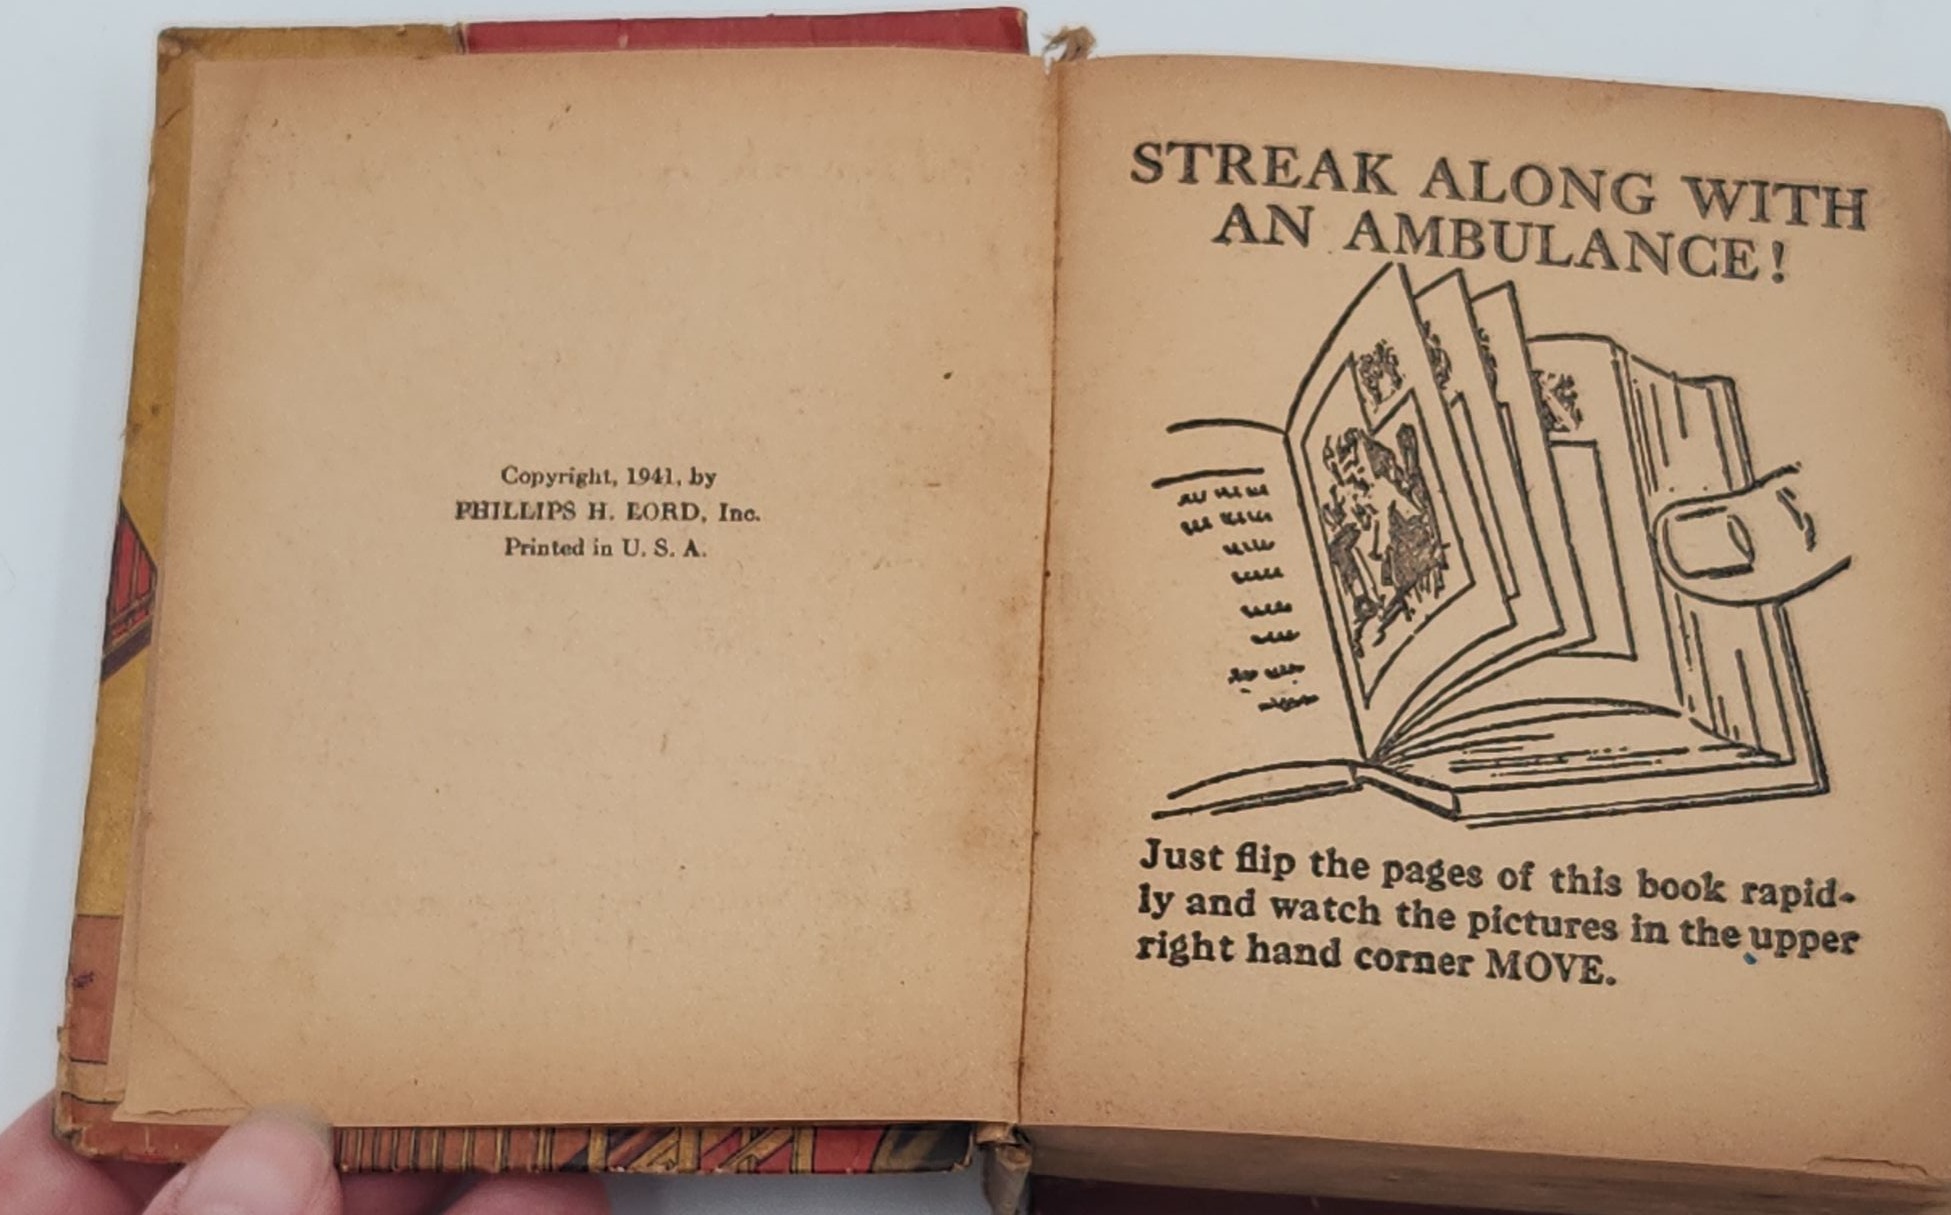 Copyright, 1941, by
PHILLIPS H. LORD, Inc.
Printed in U. S. A.
STREAK ALONG WITH
AN AMBULANCE!
Just flip the pages of this book rapid-
ly and watch the pictures in the upper
right hand corner MOVE.